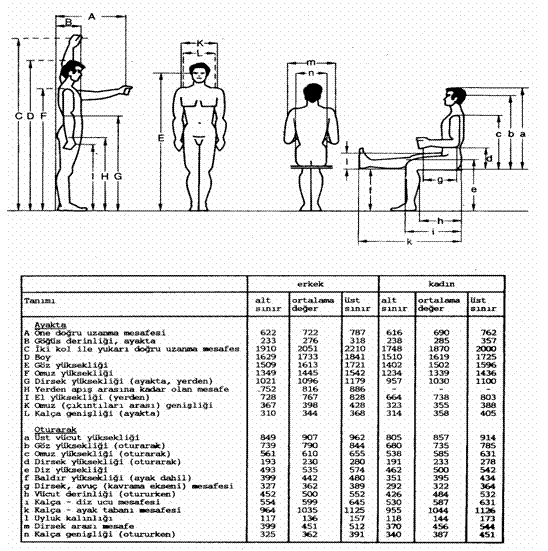 A
B
K
L
m
n
C D E F I H G
l
f
g
h
i
k
d
e
c
b
a
erkek kadın
Tanımı alt sınır ortalama değer üst sınır alt sınır ortalama değer üst sınır
Ayakta
A Öne doğru uzanma mesafesi 622 722 787 616 690 762
B Göğüs derinliği, ayakta 233 276 318 238 285 357
C İki kol ile yukarı doğru uzanma mesafes 1910 2051 2210 1748 1870 2000
D Boy 1629 1733 1841 1510 1619 1725
E Göz yüksekliği 1509 1613 1721 1402 1502 1596
F Omuz yüksekliği 1349 1445 1542 1234 1339 1436
G Dirsek yüksekliği (ayakta, yerden) 1021 1096 1179 957 1030 1100
H Yerden apış arasına kadar olan mesafe .752 816 886 - - -
I El yüksekliği (yerden) 728 767 828 664 738 803
K Omuz (çıkıntıları arası) genişliği 367 398 428 323 355 388
L Kalça genişliği (ayakta) 310 344 368 314 358 405
Oturarak
a Üst vücut yüksekliği 849 907 962 805 857 914
b Göz yüksekliği (oturarak) 739 790 844 680 735 785
c Omuz yüksekliği (oturarak) 561 610 655 538 585 631
d Dirsek yüksekliği (oturarak) 193 230 280 191 233 278
e Diz yüksekliği 493 535 574 462 500 542
f Baldır yüksekliği (ayak dahil) 399 442 480 351 395 434
g Dirsek, avuç (kavrama ekseni) mesafesi 327 362 389 292 322 364
h Vücut derinliği (otururken) 452 500 552 426 484 532
ı Kalça - diz ucu mesafesi 554 599 645 530 587 631
k Kalça - ayak tabanı mesafesi 964 1035 1125 955 1044 1126
l Uyluk kalınlığı 117 136 157 118 144 173
m Dirsek arası mesafe 399 451 512 370 456 544
n Kalça genişliği (otururken) 325 362 391 340 387 451